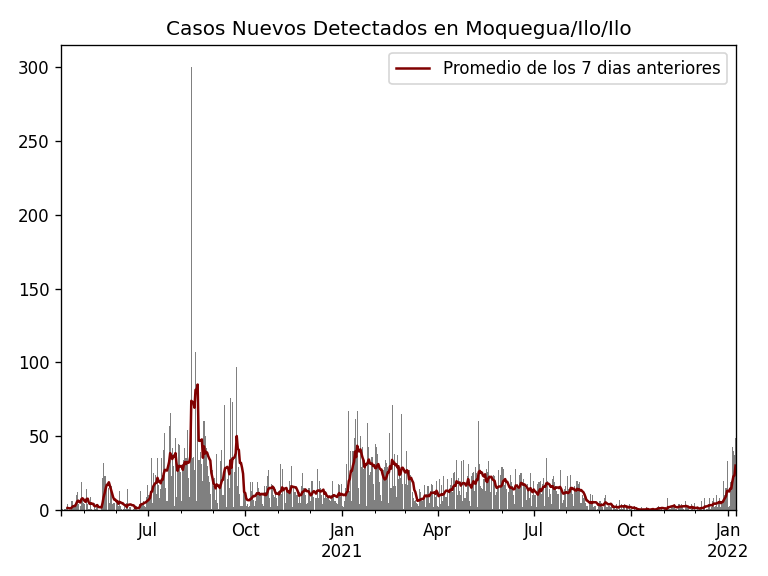 Casos Nuevos Detectados en Moquegua/Ilo/Ilo
Promedio de los 7 dias anteriores
300
250
200
150
100
50
0
Jul Oct Jan Apr Jul Oct Jan
2021 2022